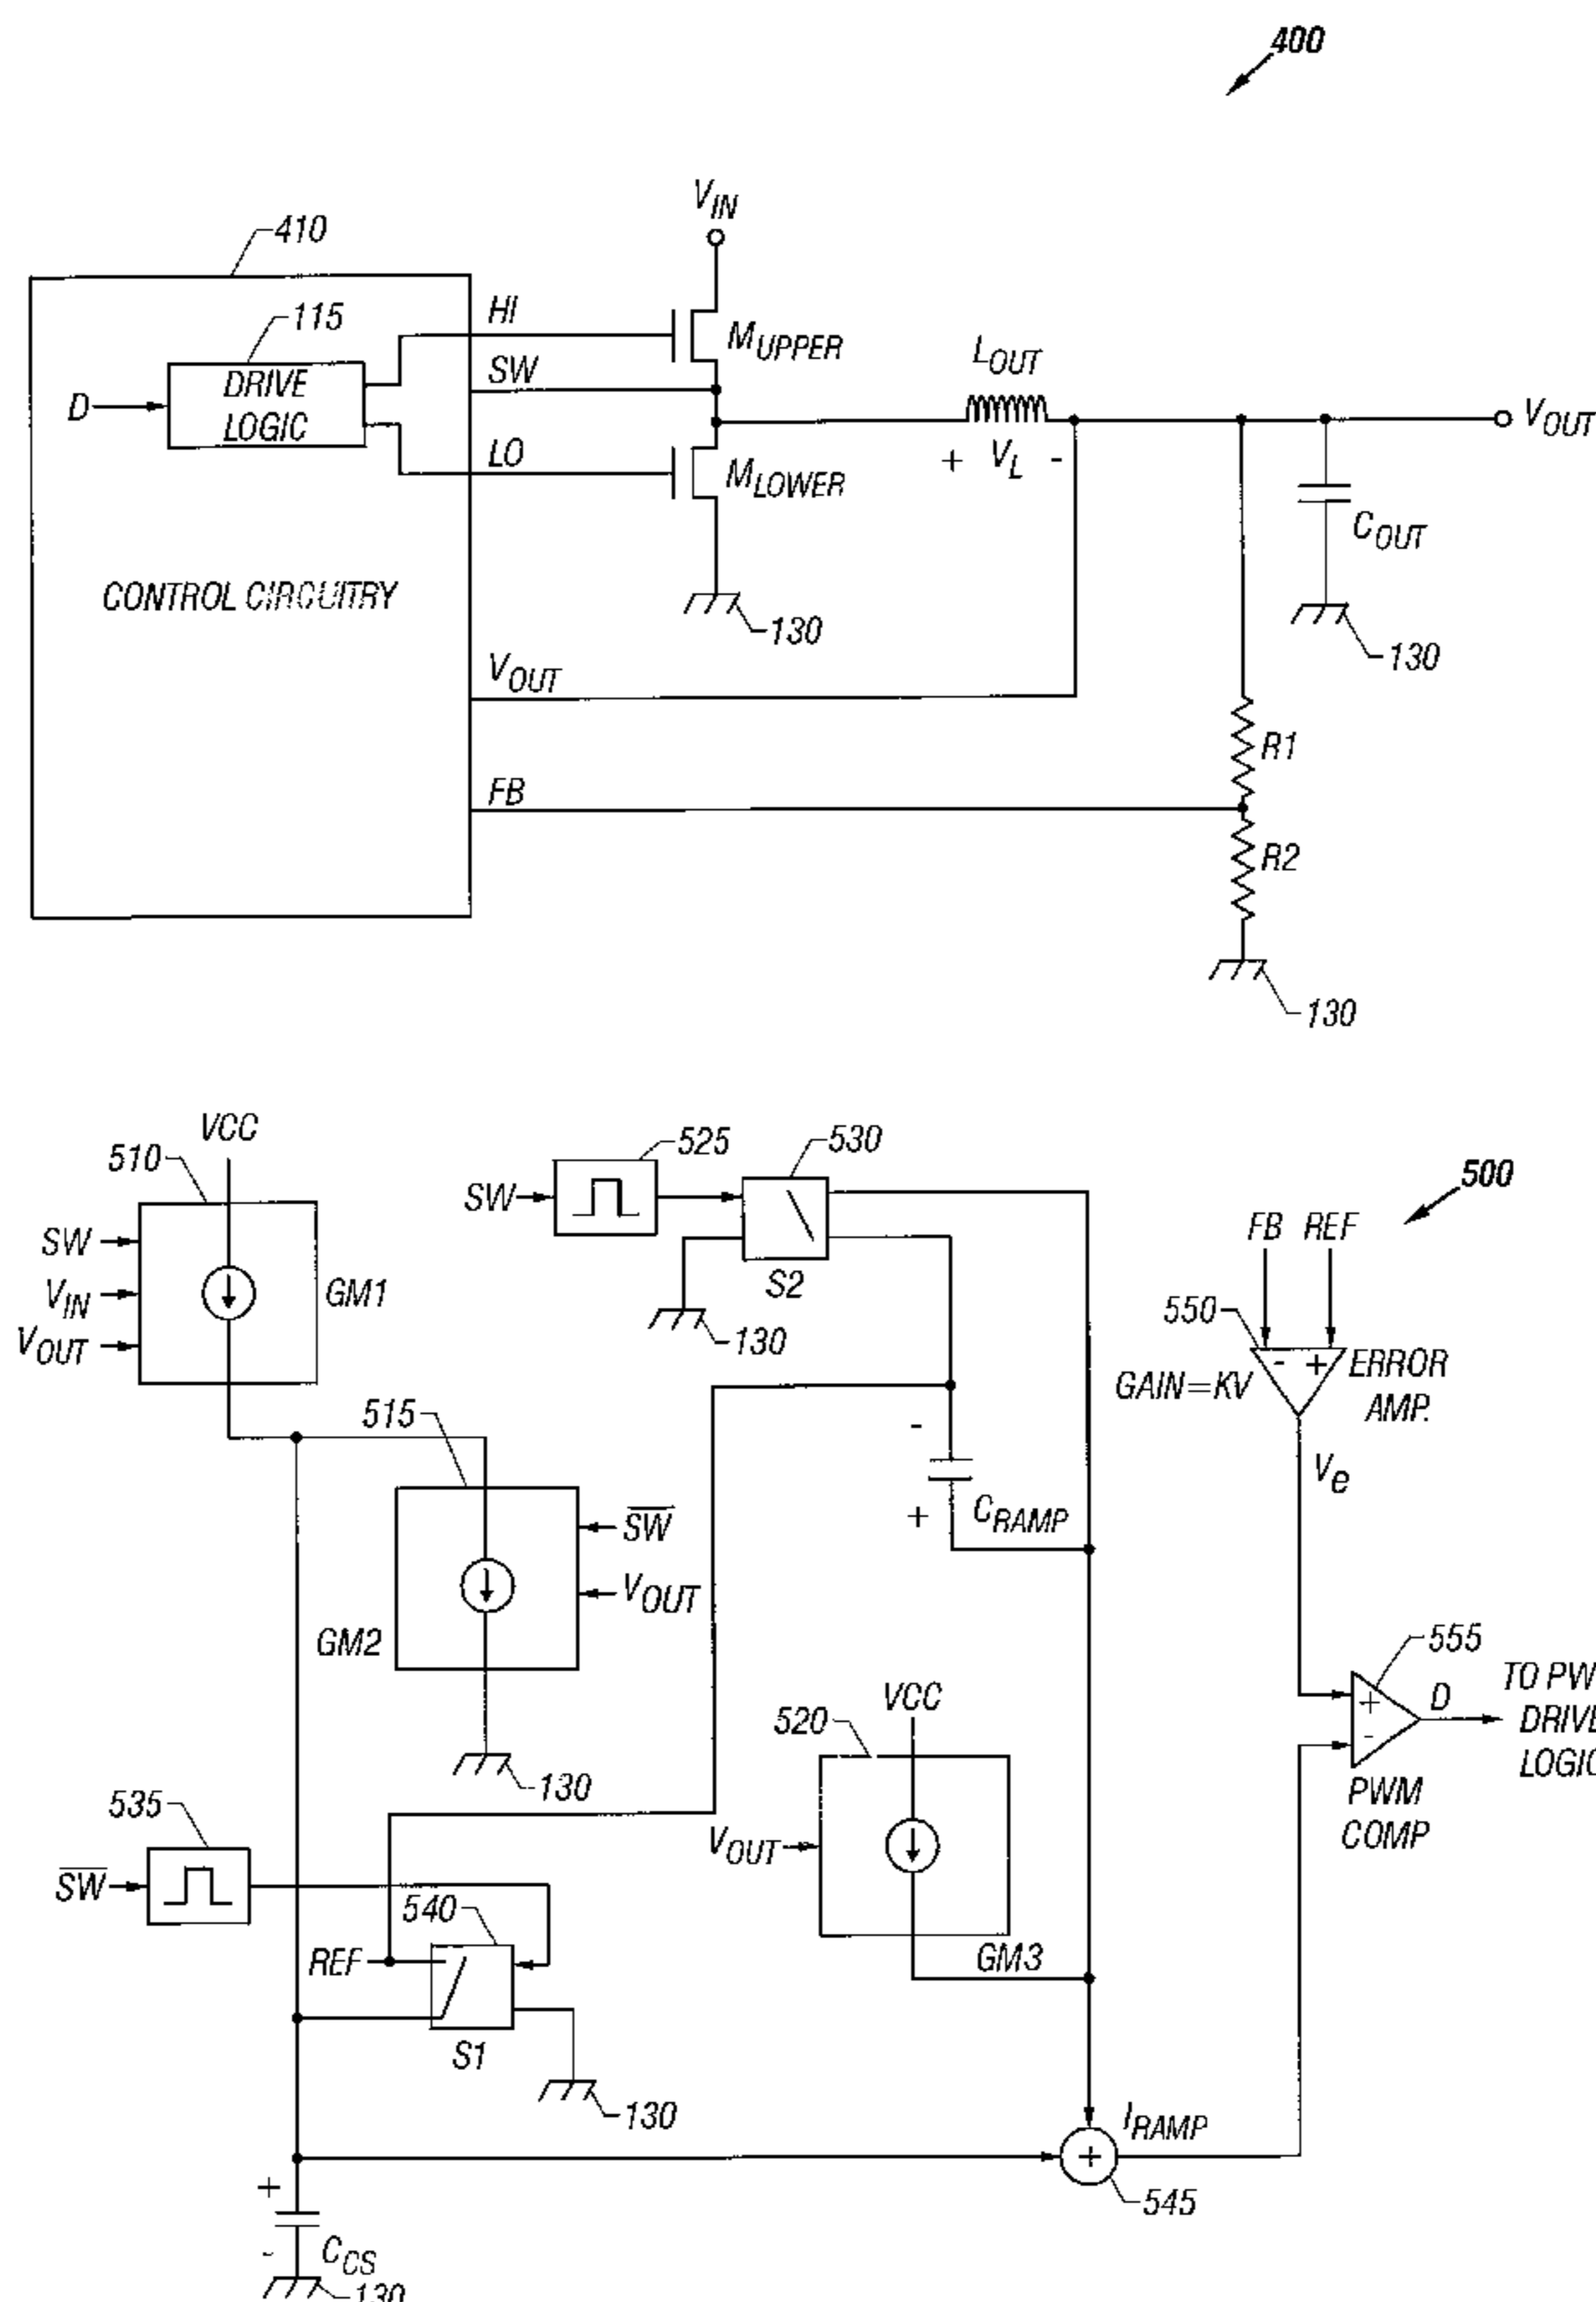 400
V_IN
410
115
HI
M_UPPER
DRIVE
LOGIC
D
SW
L_OUT
V_OUT
LO
+ V_L -
M_LOWER
C_OUT
CONTROL CIRCUITRY
130
130
V_OUT
R1
FB
R2
130
VCC
510
525
530
500
SW
SW
FB REF
V_IN
GM1
S2
V_OUT
130
550
- +
ERROR
AMP.
GAIN=KV
515
-
V_e
+
C_RAMP
S̅W̅
V_OUT
GM2
555
VCC
520
D
TO PW
DRIVE
LOGIC
+
-
130
PWM
COMP
535
V_OUT
S̅W̅
540
REF
GM3
S1
130
I_RAMP
+
+
545
-
C_CS
130